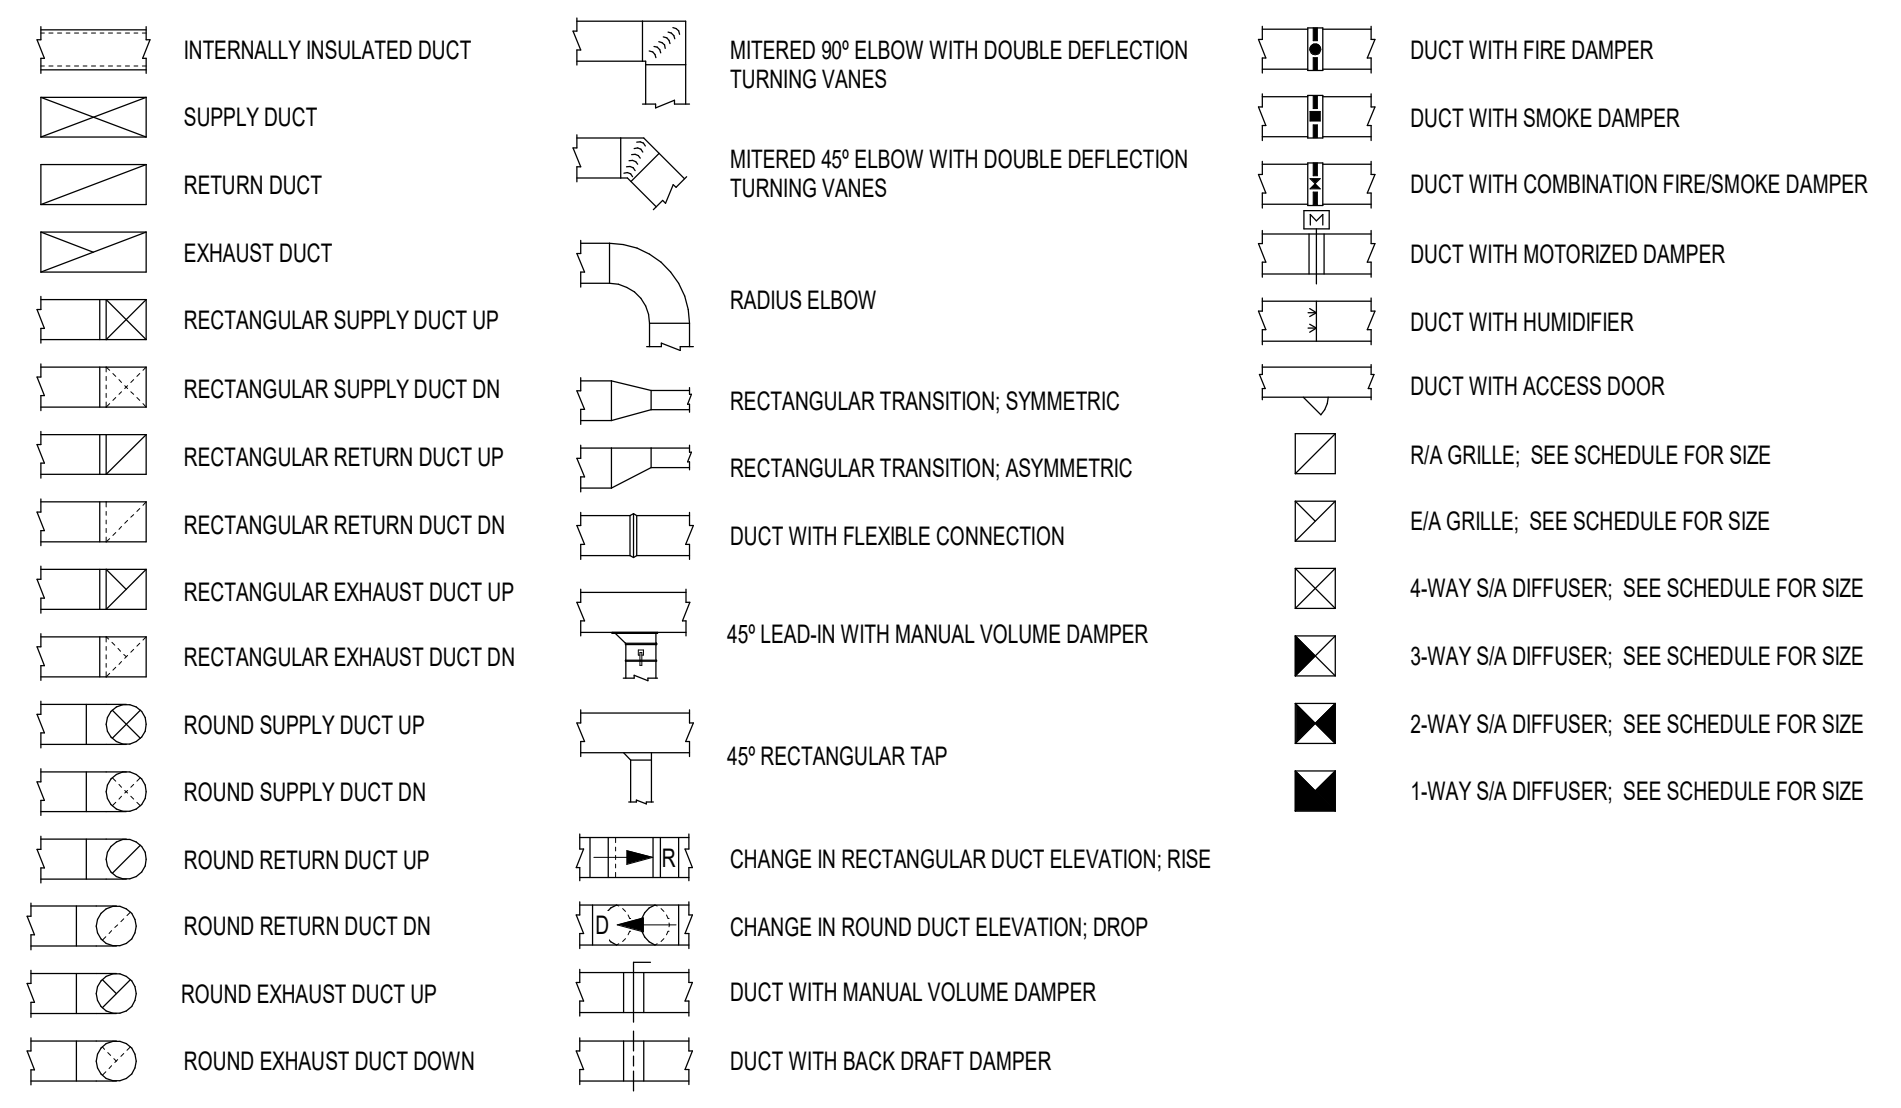 INTERNALLY INSULATED DUCT
SUPPLY DUCT
RETURN DUCT
EXHAUST DUCT
RECTANGULAR SUPPLY DUCT UP
RECTANGULAR SUPPLY DUCT DN
RECTANGULAR RETURN DUCT UP
RECTANGULAR RETURN DUCT DN
RECTANGULAR EXHAUST DUCT UP
RECTANGULAR EXHAUST DUCT DN
ROUND SUPPLY DUCT UP
ROUND SUPPLY DUCT DN
ROUND RETURN DUCT UP
ROUND RETURN DUCT DN
ROUND EXHAUST DUCT UP
ROUND EXHAUST DUCT DOWN
MITERED 90º ELBOW WITH DOUBLE DEFLECTION
TURNING VANES
MITERED 45º ELBOW WITH DOUBLE DEFLECTION
TURNING VANES
RADIUS ELBOW
RECTANGULAR TRANSITION; SYMMETRIC
RECTANGULAR TRANSITION; ASYMMETRIC
DUCT WITH FLEXIBLE CONNECTION
45º LEAD-IN WITH MANUAL VOLUME DAMPER
45º RECTANGULAR TAP
R
CHANGE IN RECTANGULAR DUCT ELEVATION; RISE
D
CHANGE IN ROUND DUCT ELEVATION; DROP
DUCT WITH MANUAL VOLUME DAMPER
DUCT WITH BACK DRAFT DAMPER
DUCT WITH FIRE DAMPER
DUCT WITH SMOKE DAMPER
DUCT WITH COMBINATION FIRE/SMOKE DAMPER
M
DUCT WITH MOTORIZED DAMPER
DUCT WITH HUMIDIFIER
DUCT WITH ACCESS DOOR
R/A GRILLE; SEE SCHEDULE FOR SIZE
E/A GRILLE; SEE SCHEDULE FOR SIZE
4-WAY S/A DIFFUSER; SEE SCHEDULE FOR SIZE
3-WAY S/A DIFFUSER; SEE SCHEDULE FOR SIZE
2-WAY S/A DIFFUSER; SEE SCHEDULE FOR SIZE
1-WAY S/A DIFFUSER; SEE SCHEDULE FOR SIZE